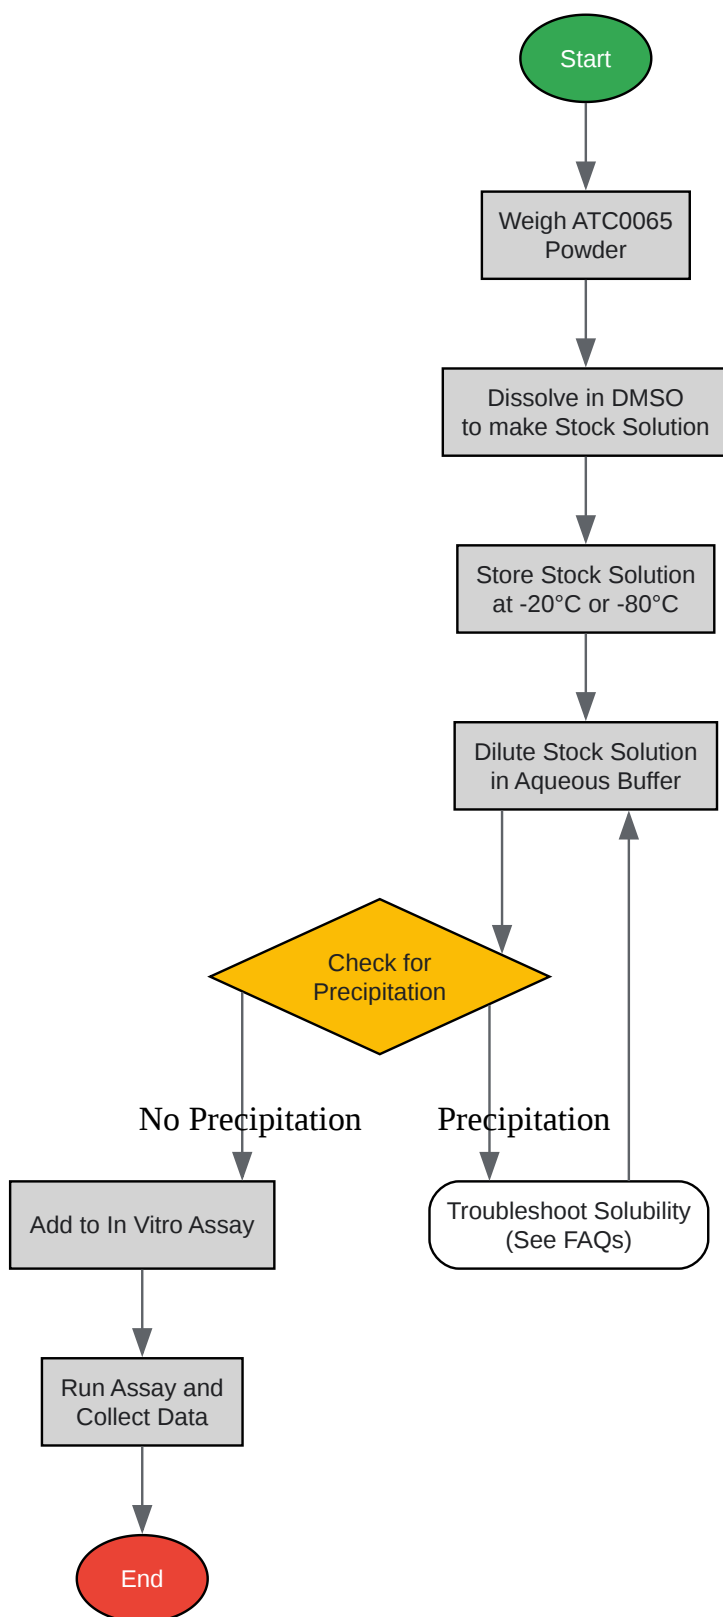 Start
Weigh ATC0065
Powder
Dissolve in DMSO
to make Stock Solution
Store Stock Solution
at -20°C or -80°C
Dilute Stock Solution
in Aqueous Buffer
Check for
Precipitation
No Precipitation
Precipitation
Add to In Vitro Assay
Troubleshoot Solubility
(See FAQs)
Run Assay and
Collect Data
End